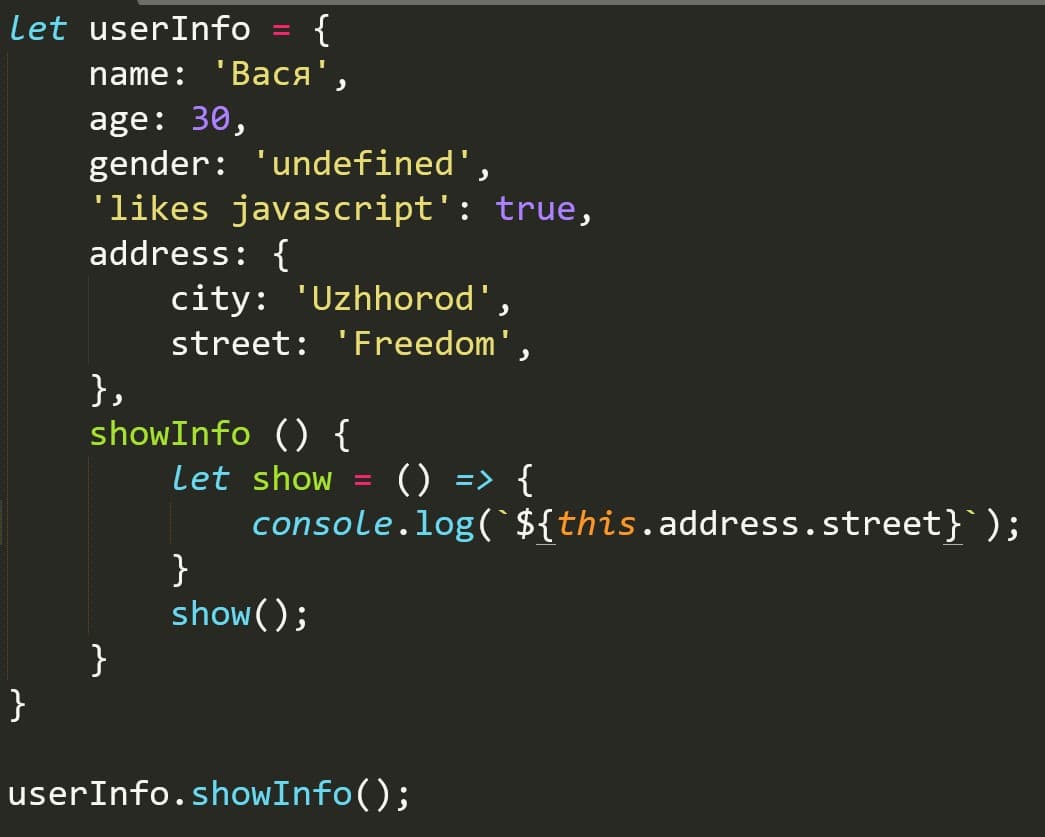 let userInfo = {
    name: 'Вася',
    age: 30,
    gender: 'undefined',
    'likes javascript': true,
    address: {
        city: 'Uzhhorod',
        street: 'Freedom',
    },
    showInfo () {
        let show = () => {
            console.log(`${this.address.street}`);
        }
        show();
    }
}
userInfo.showInfo();